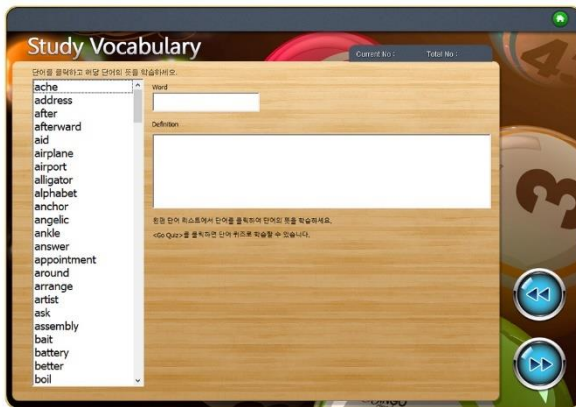 Study Vocabulary
Current No :
Total No :
단어를 클릭하고 해당 단어의 뜻을 학습하세요.
ache
address
after
afterward
aid
airplane
airport
alligator
alphabet
anchor
angelic
ankle
answer
appointment
around
arrange
artist
ask
assembly
bait
battery
better
boil
Word
Definition
왼편 단어 리스트에서 단어를 클릭하여 단어의 뜻을 학습하세요.
<Go Quiz>를 클릭하면 단어 퀴즈로 학습할 수 있습니다.
43
3
BINGO